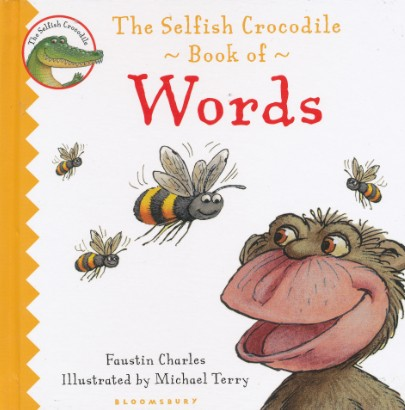 The Selfish Crocodile
The Selfish Crocodile
~ Book of ~
Words
Faustin Charles
Illustrated by Michael Terry
BLOOMSBURY